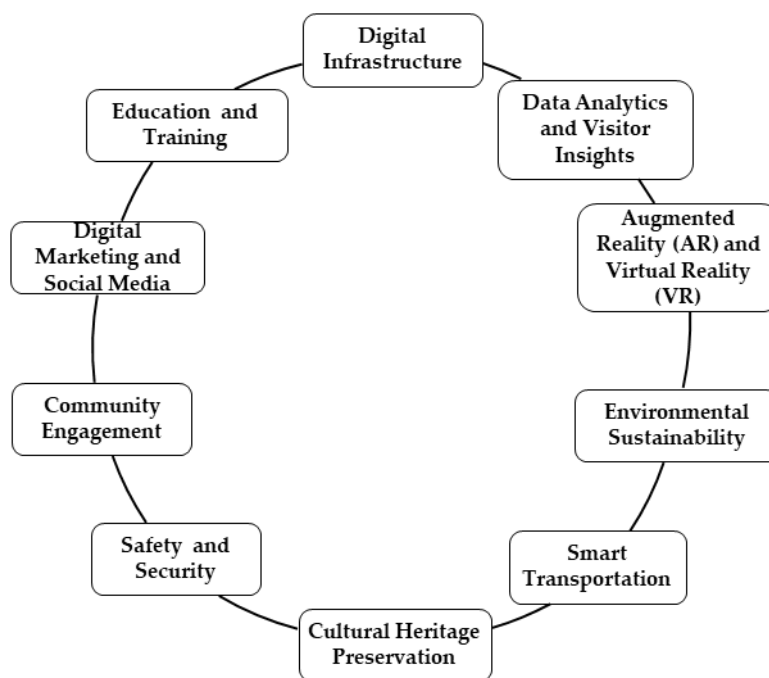 Digital
Infrastructure
Data Analytics
and Visitor
Insights
Augmented
Reality (AR) and
Virtual Reality
(VR)
Environmental
Sustainability
Smart
Transportation
Cultural Heritage
Preservation
Safety and
Security
Community
Engagement
Digital
Marketing and
Social Media
Education and
Training